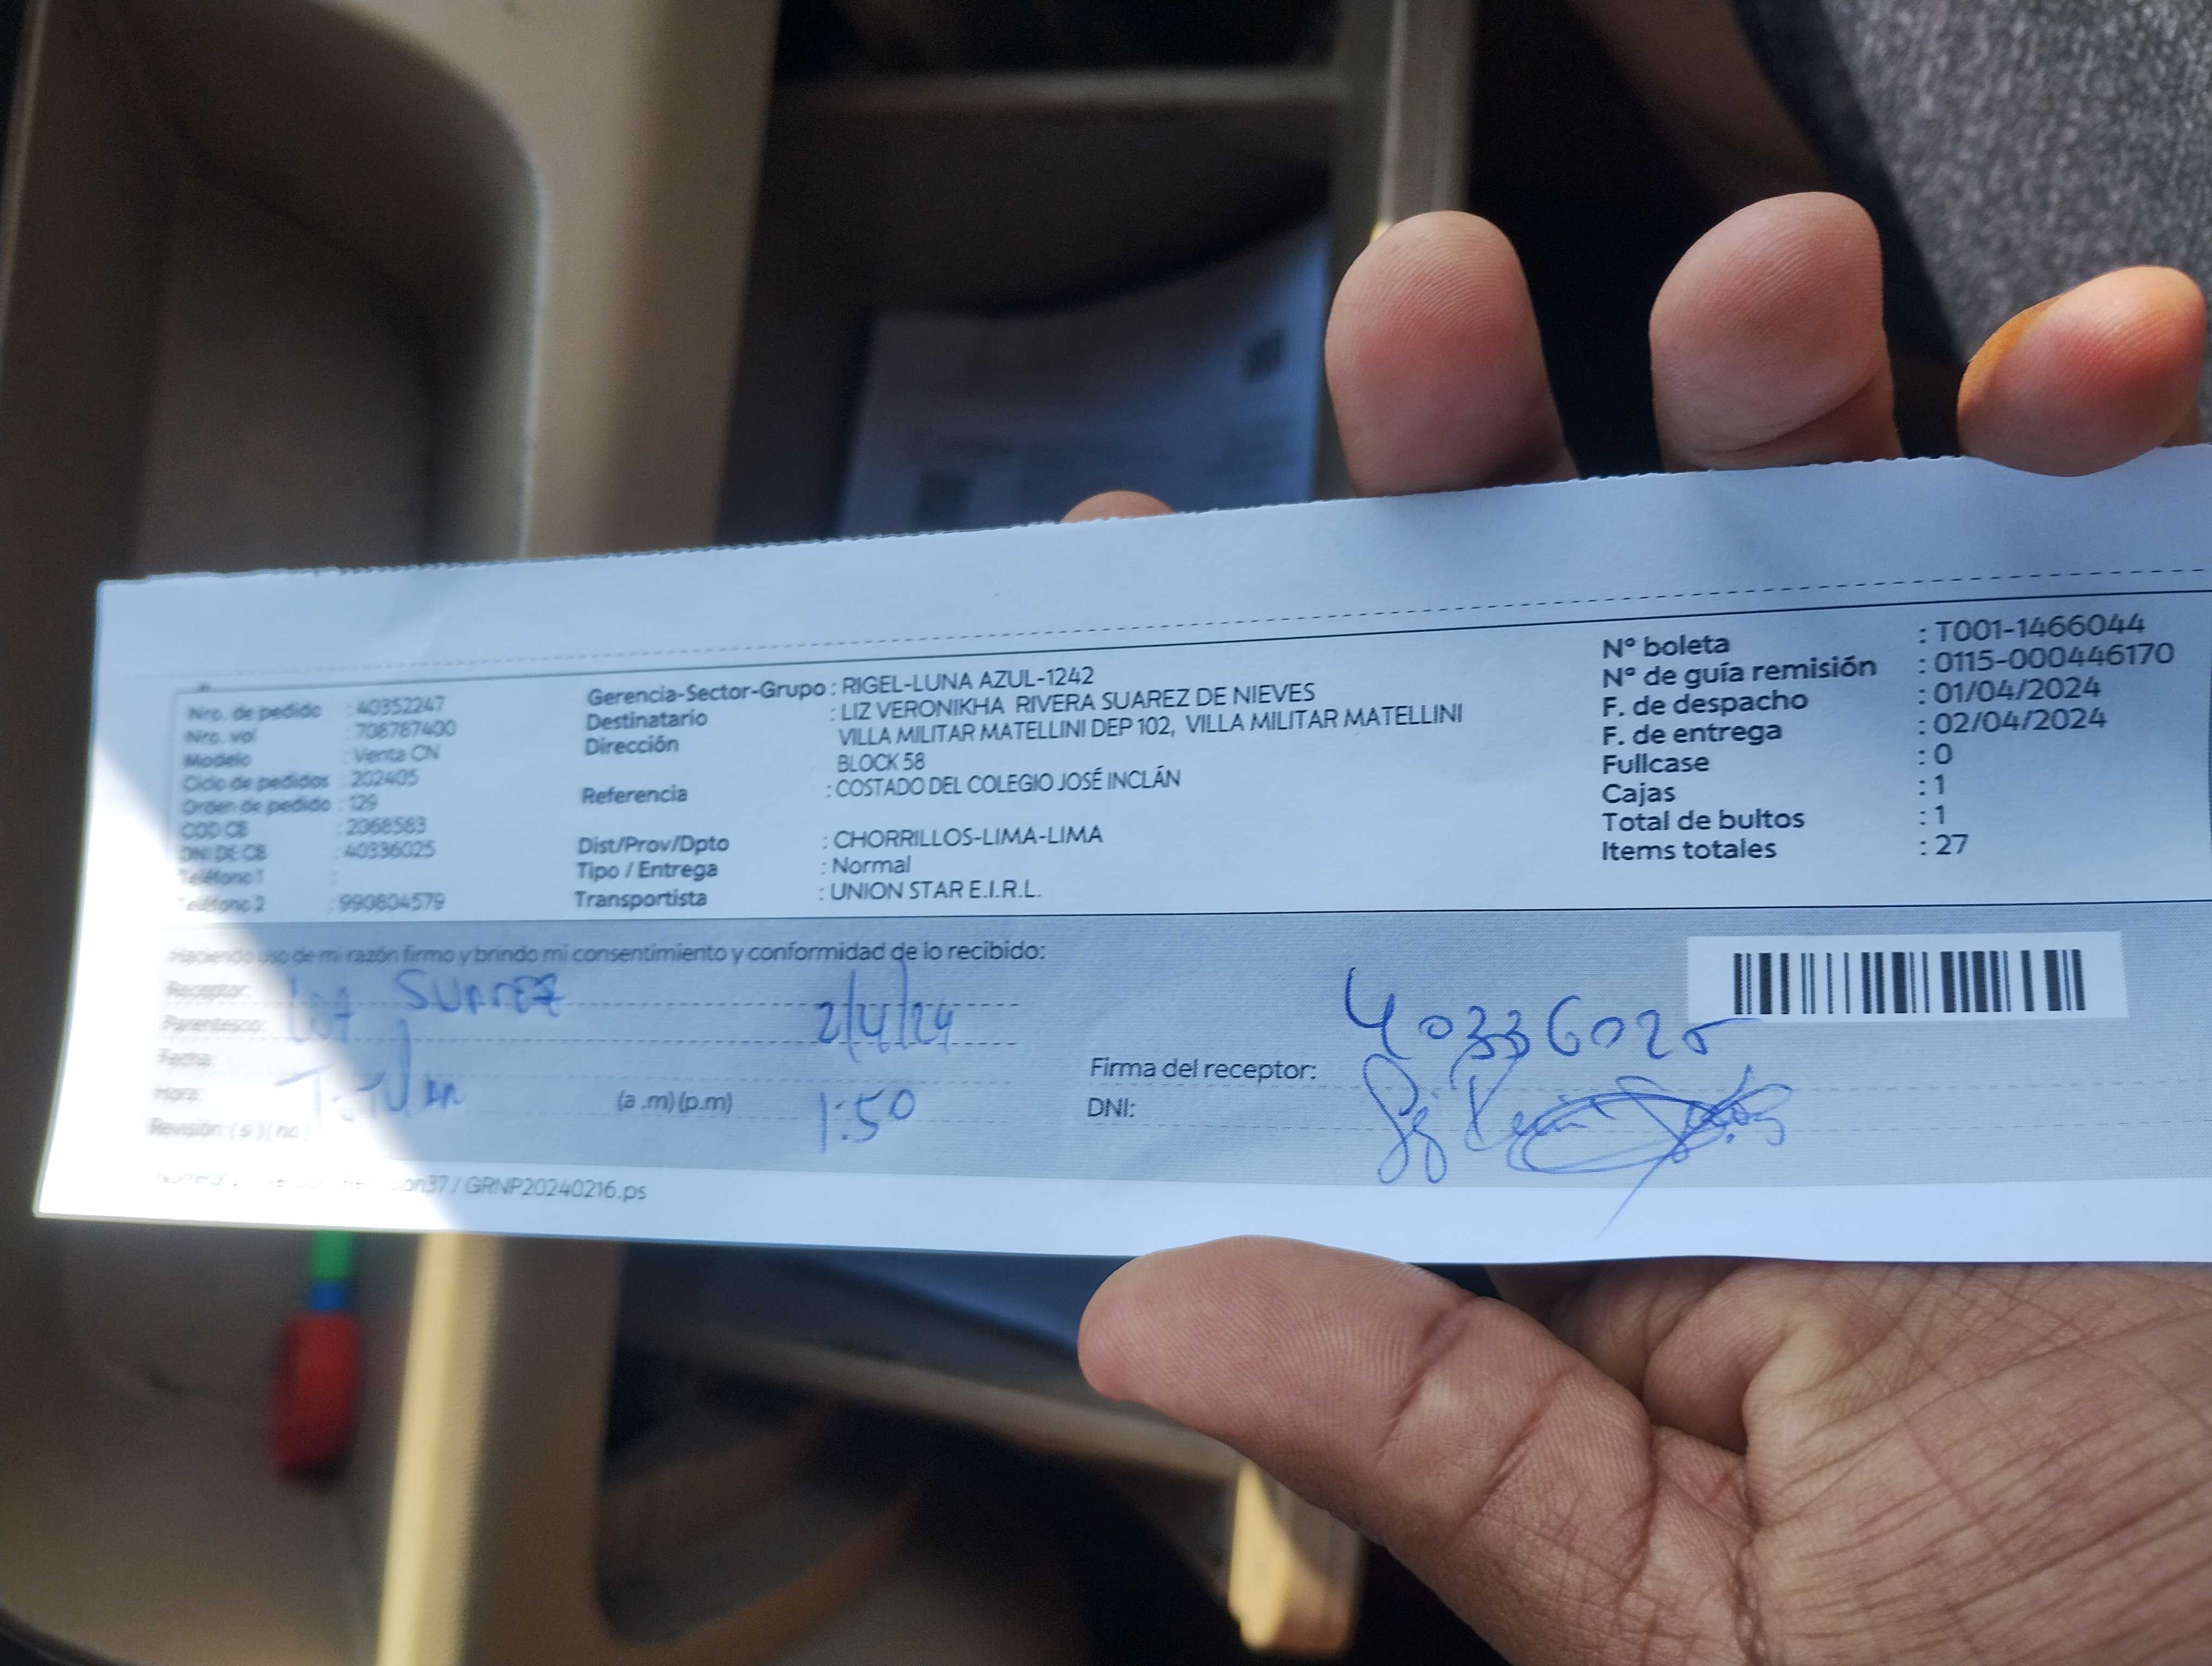 Nro. de pedido : 40352247
Nro. vol : 708787400
Modelo : Venta CN
Ciclo de pedidos : 202405
Orden de pedido : 129
COD CB : 2068583
DNI DE CB : 40336025
Teléfono 1 :
Teléfono 2 : 990804579
Gerencia-Sector-Grupo : RIGEL-LUNA AZUL-1242
Destinatario : LIZ VERONIKHA RIVERA SUAREZ DE NIEVES
Dirección VILLA MILITAR MATELLINI DEP 102, VILLA MILITAR MATELLINI
BLOCK 58
Referencia : COSTADO DEL COLEGIO JOSÉ INCLÁN
Dist/Prov/Dpto : CHORRILLOS-LIMA-LIMA
Tipo / Entrega : Normal
Transportista : UNION STAR E.I.R.L.
N° boleta : T001-1466044
N° de guía remisión : 0115-000446170
F. de despacho : 01/04/2024
F. de entrega : 02/04/2024
Fullcase : 0
Cajas : 1
Total de bultos : 1
Items totales : 27
Haciendo uso de mi razón firmo y brindo mi consentimiento y conformidad de lo recibido:
Receptor: Suarez
Parentesco: 2/4/24
Fecha:
Hora: (a .m) (p.m) 1:50
Revisión: ( si ) ( no )
40336025
Firma del receptor:
DNI:
/ GRNP20240216.ps